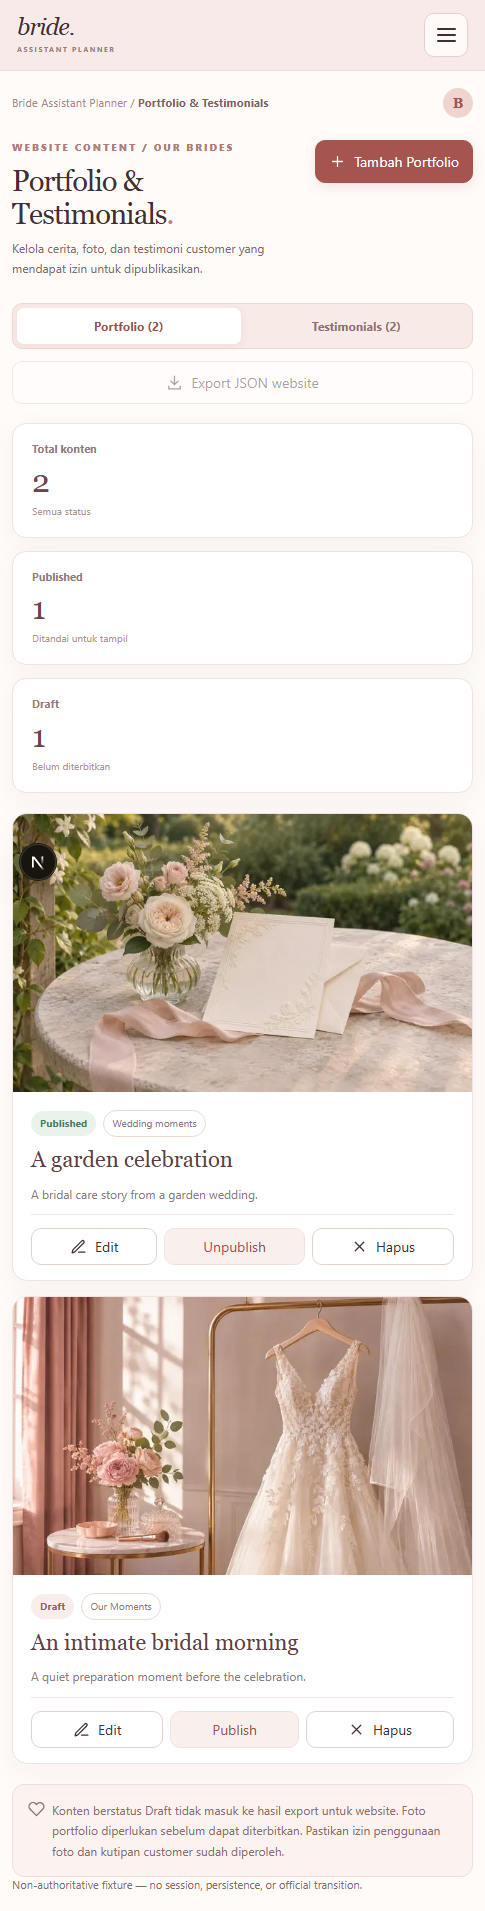 bride.
ASSISTANT PLANNER
Bride Assistant Planner / Portfolio & Testimonials
B
WEBSITE CONTENT / OUR BRIDES
Portfolio &
Testimonials.
+ Tambah Portfolio
Kelola cerita, foto, dan testimoni customer yang
mendapat izin untuk dipublikasikan.
Portfolio (2)
Testimonials (2)
Export JSON website
Total konten
2
Semua status
Published
1
Ditandai untuk tampil
Draft
1
Belum diterbitkan
N
Published
Wedding moments
A garden celebration
A bridal care story from a garden wedding.
Edit
Unpublish
Hapus
Draft
Our Moments
An intimate bridal morning
A quiet preparation moment before the celebration.
Edit
Publish
Hapus
Konten berstatus Draft tidak masuk ke hasil export untuk website. Foto
portfolio diperlukan sebelum dapat diterbitkan. Pastikan izin penggunaan
foto dan kutipan customer sudah diperoleh.
Non-authoritative fixture — no session, persistence, or official transition.